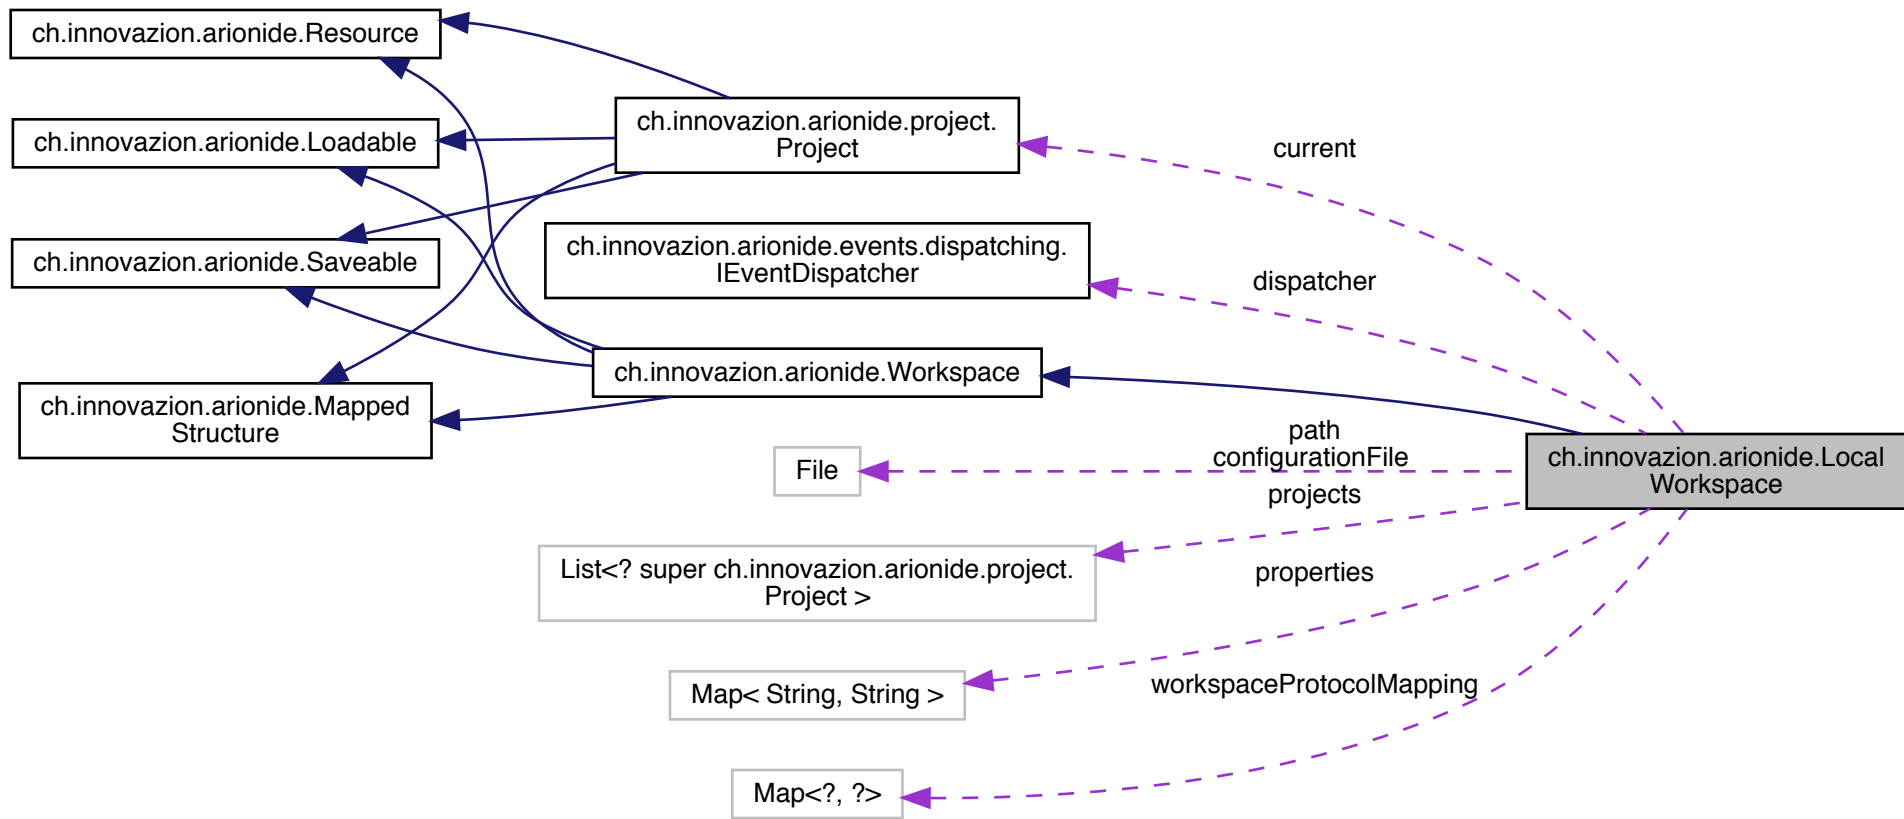 ch.innovazion.arionide.Resource
ch.innovazion.arionide.project.
Project
ch.innovazion.arionide.Loadable
current
ch.innovazion.arionide.Saveable
ch.innovazion.arionide.events.dispatching.
IEventDispatcher
dispatcher
ch.innovazion.arionide.Workspace
ch.innovazion.arionide.Mapped
Structure
path
configurationFile
File
ch.innovazion.arionide.Local
Workspace
projects
List<? super ch.innovazion.arionide.project.
Project >
properties
Map< String, String >
workspaceProtocolMapping
Map<?, ?>